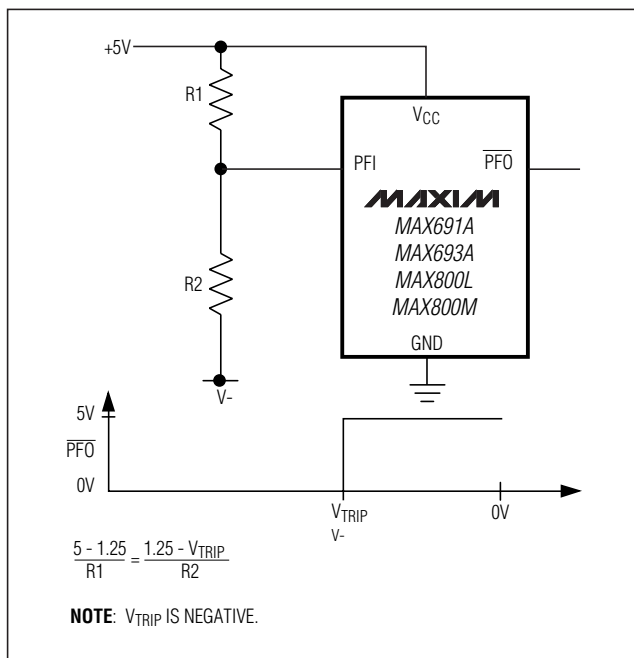 +5V
R1
VCC
PFI
PFO
MAXIM
MAX691A
MAX693A
MAX800L
MAX800M
R2
GND
V-
5V
PFO
0V
VTRIP
V-
0V
5 - 1.25 / R1 = 1.25 - VTRIP / R2
NOTE: VTRIP IS NEGATIVE.